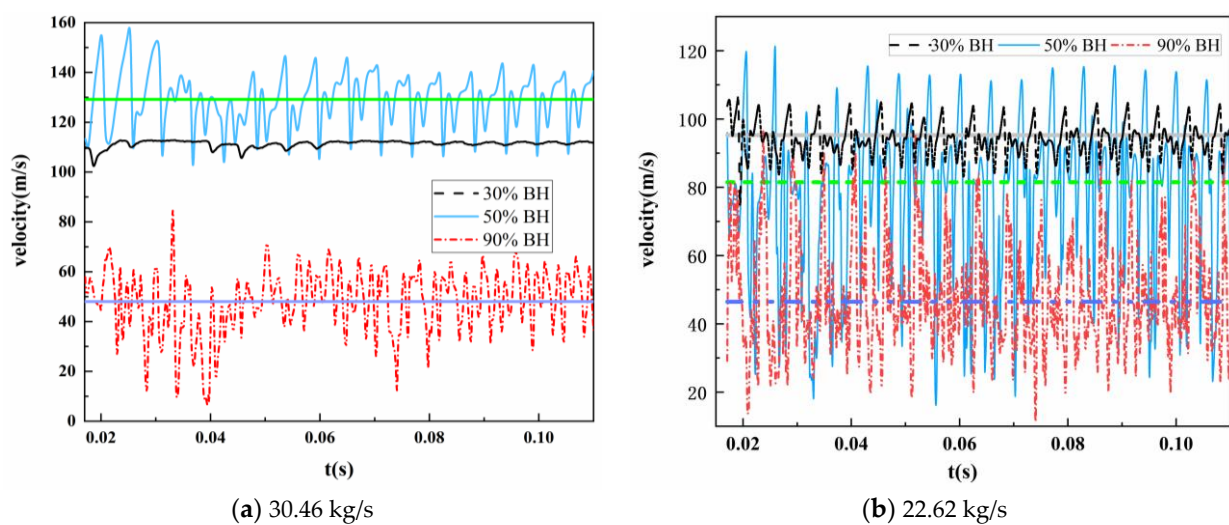 160
140
120
100
80
60
40
20
0
velocity(m/s)
30% BH
50% BH
90% BH
0.02 0.04 0.06 0.08 0.10
t(s)
(a) 30.46 kg/s
120
100
80
60
40
20
velocity(m/s)
30% BH 50% BH 90% BH
0.02 0.04 0.06 0.08 0.10
t(s)
(b) 22.62 kg/s